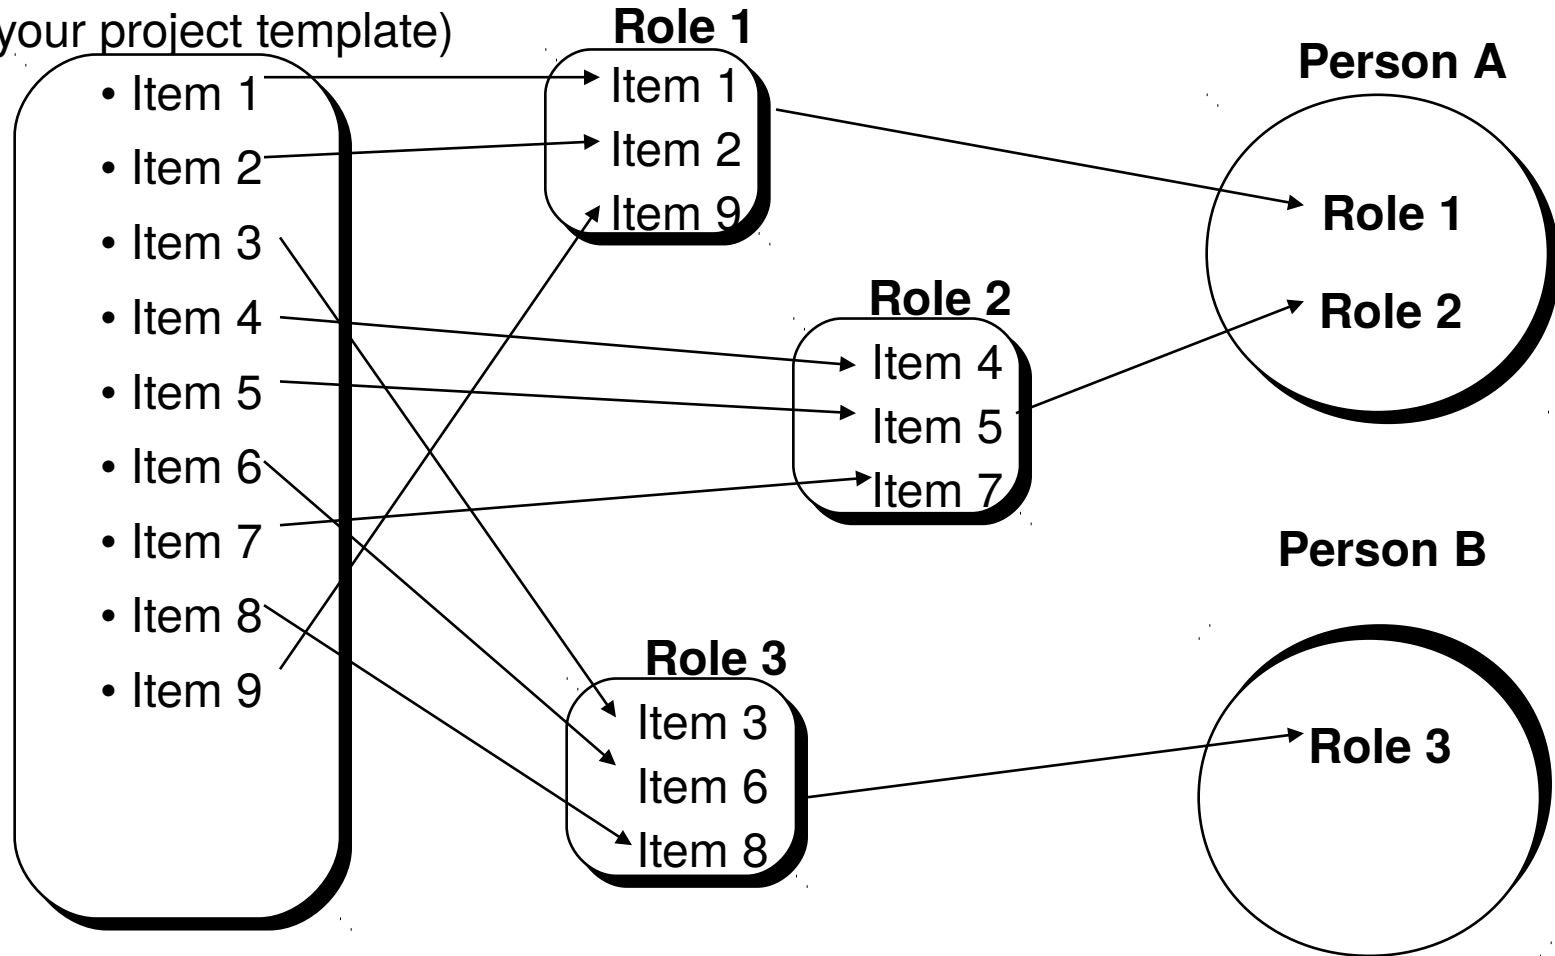 your project template)
• Item 1
• Item 2
• Item 3
• Item 4
• Item 5
• Item 6
• Item 7
• Item 8
• Item 9
Role 1
Item 1
Item 2
Item 9
Role 2
Item 4
Item 5
Item 7
Role 3
Item 3
Item 6
Item 8
Person A
Role 1
Role 2
Person B
Role 3